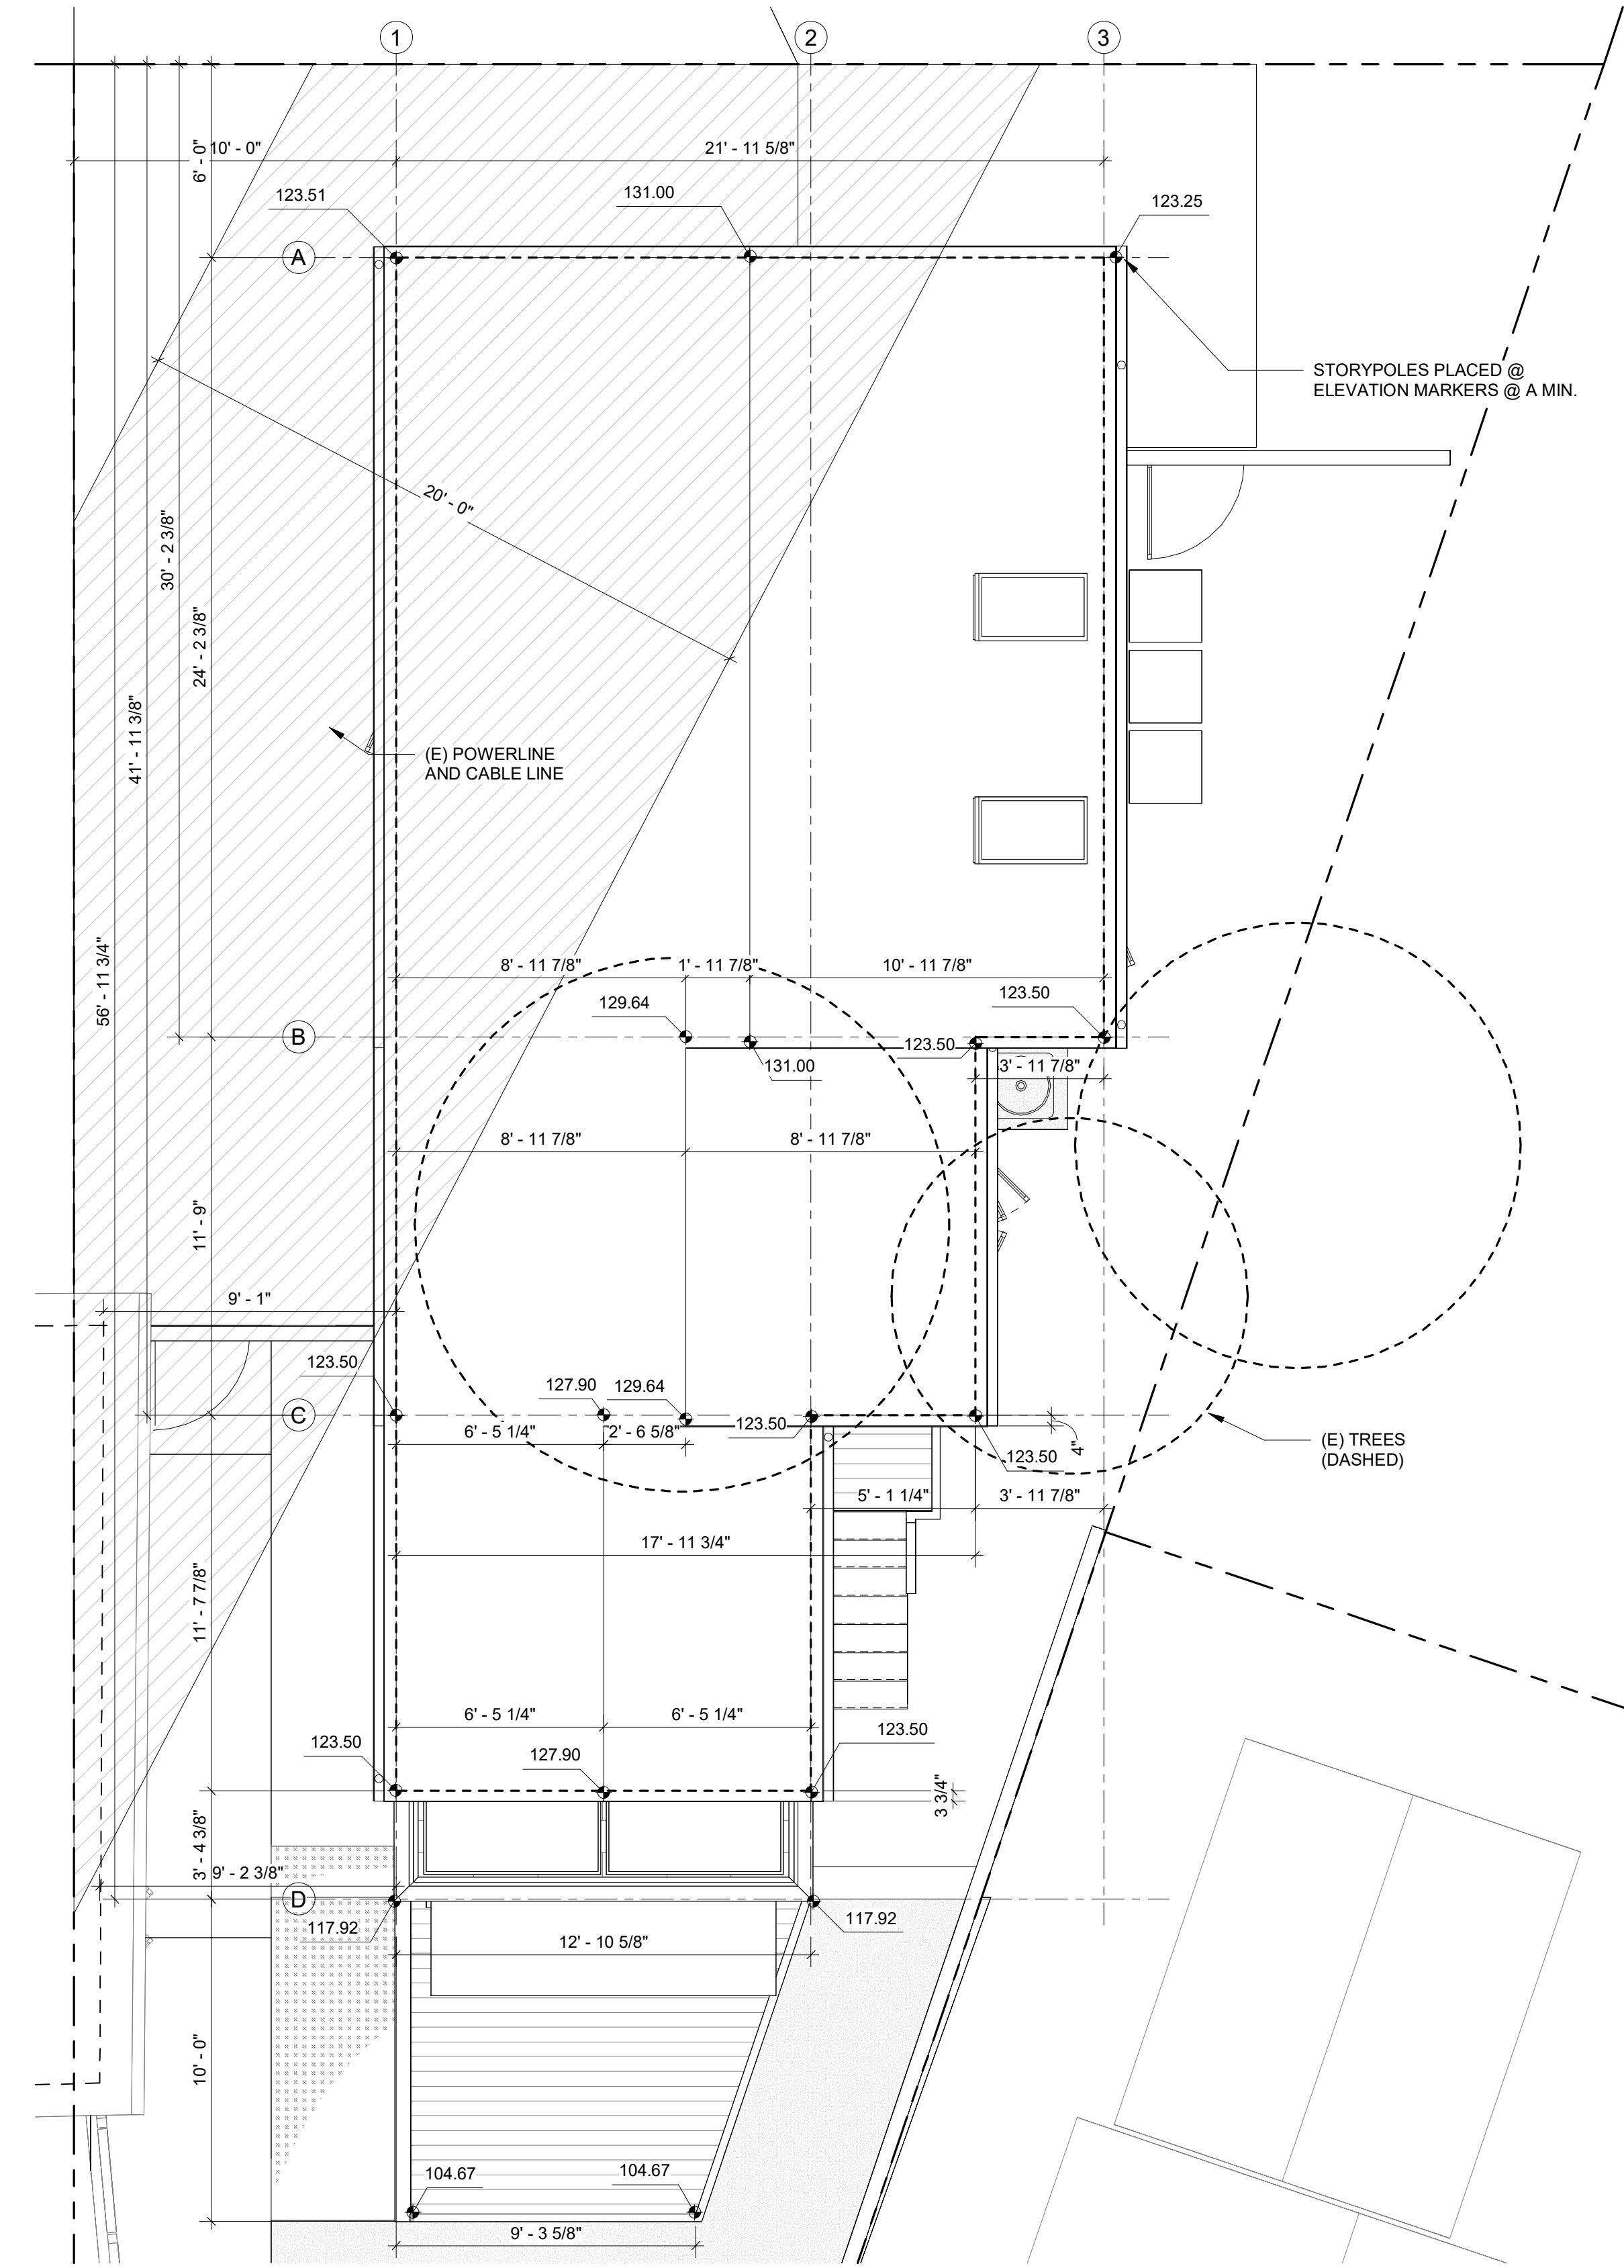 1
2
3
10' - 0"
21' - 11 5/8"
6' - 0"
123.51
131.00
123.25
A
STORYPOLES PLACED @
ELEVATION MARKERS @ A MIN.
20' - 0"
30' - 2 3/8"
24' - 2 3/8"
41' - 11 3/8"
(E) POWERLINE
AND CABLE LINE
56' - 11 3/4"
8' - 11 7/8"
1' - 11 7/8"
10' - 11 7/8"
129.64
123.50
B
123.50
131.00
3' - 11 7/8"
8' - 11 7/8"
8' - 11 7/8"
11' - 9"
9' - 1"
123.50
127.90
129.64
C
123.50
6' - 5 1/4"
2' - 6 5/8"
123.50
4"
(E) TREES
(DASHED)
5' - 1 1/4"
3' - 11 7/8"
17' - 11 3/4"
11' - 7 7/8"
6' - 5 1/4"
6' - 5 1/4"
123.50
127.90
123.50
3 3/4"
3' - 4 3/8"
9' - 2 3/8"
D
117.92
117.92
12' - 10 5/8"
10' - 0"
104.67
104.67
9' - 3 5/8"